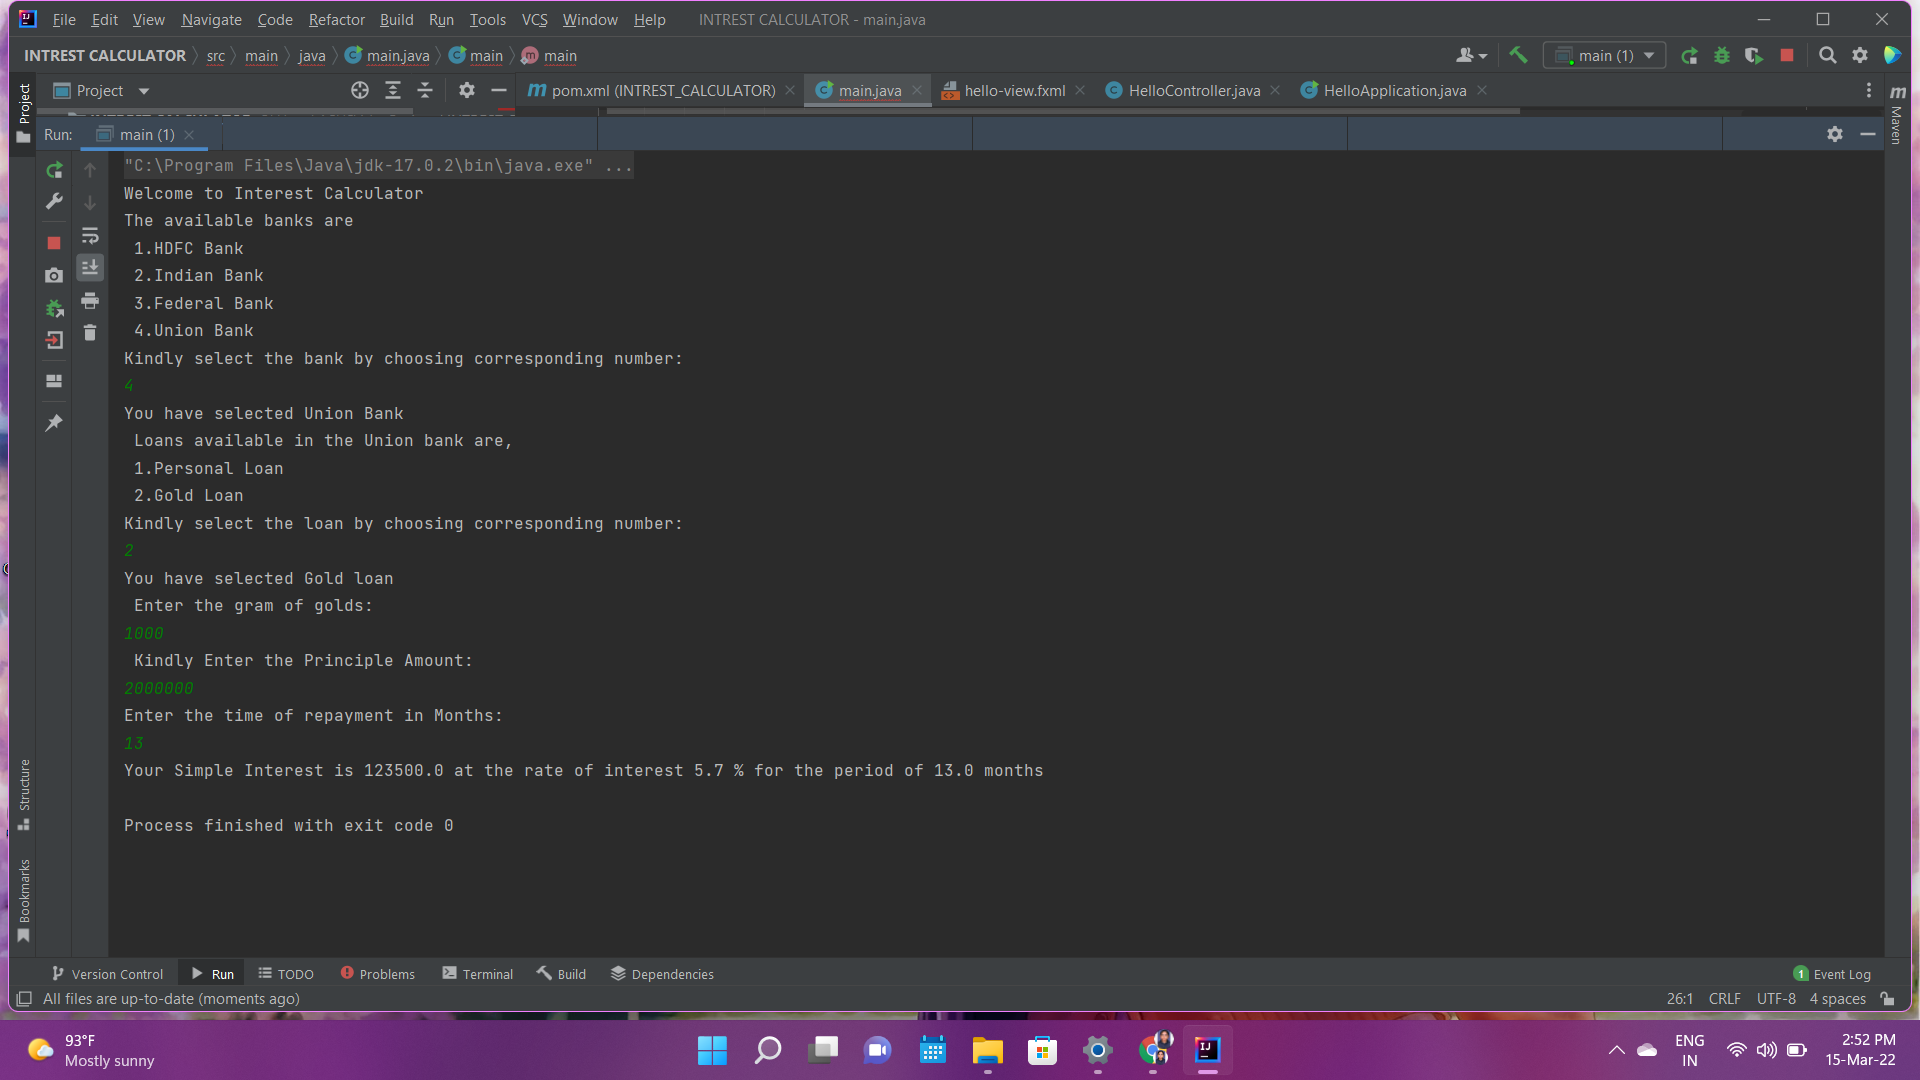 File Edit View Navigate Code Refactor Build Run Tools VCS Window Help INTREST CALCULATOR - main.java
INTREST CALCULATOR src main java main.java main main main (1)
Project pom.xml (INTREST_CALCULATOR) main.java hello-view.fxml HelloController.java HelloApplication.java
Project
Maven
Run: main (1)
"C:\Program Files\Java\jdk-17.0.2\bin\java.exe" ...
Welcome to Interest Calculator
The available banks are
1.HDFC Bank
2.Indian Bank
3.Federal Bank
4.Union Bank
Kindly select the bank by choosing corresponding number:
4
You have selected Union Bank
Loans available in the Union bank are,
1.Personal Loan
2.Gold Loan
Kindly select the loan by choosing corresponding number:
2
You have selected Gold loan
Enter the gram of golds:
1000
Kindly Enter the Principle Amount:
2000000
Enter the time of repayment in Months:
13
Your Simple Interest is 123500.0 at the rate of interest 5.7 % for the period of 13.0 months
Process finished with exit code 0
Structure
Bookmarks
Version Control Run TODO Problems Terminal Build Dependencies 1 Event Log
All files are up-to-date (moments ago) 26:1 CRLF UTF-8 4 spaces
93°F
Mostly sunny
ENG
IN
2:52 PM
15-Mar-22